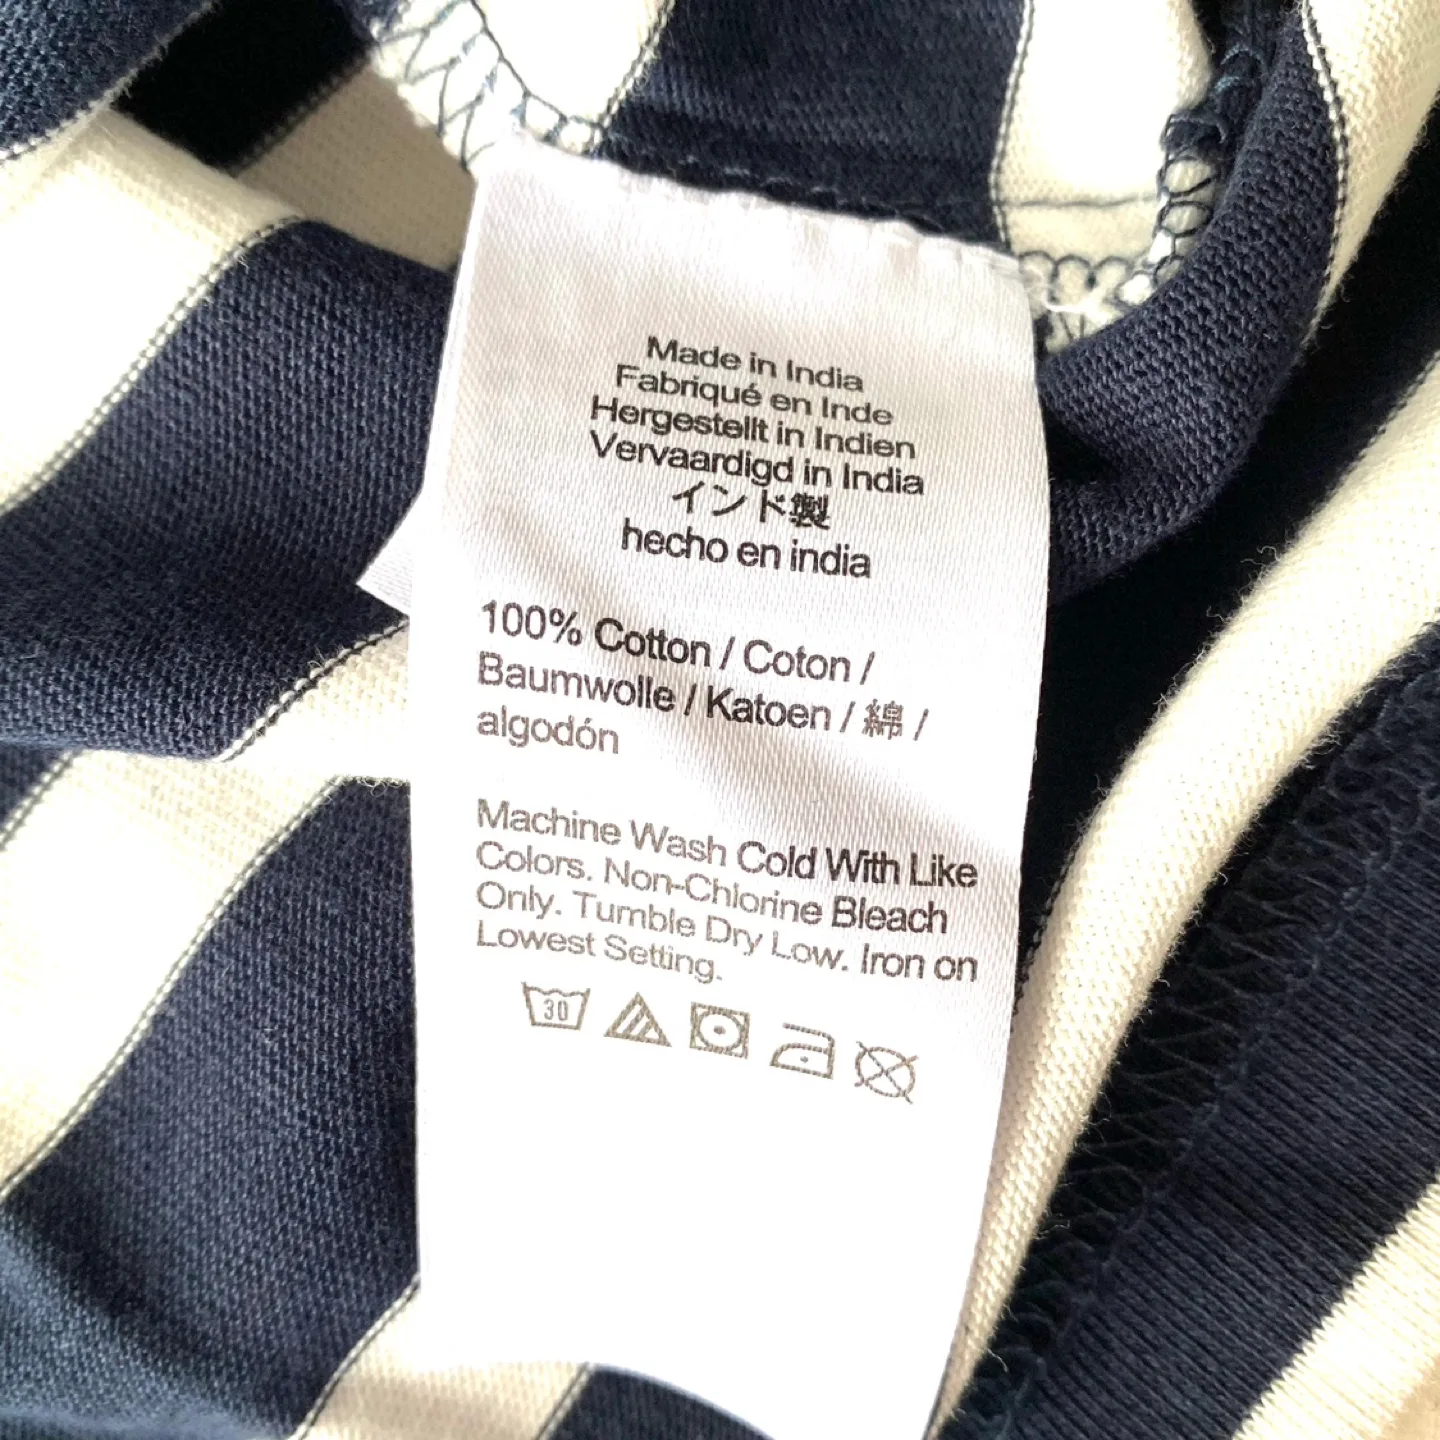 Made in India
Fabriqué en Inde
Hergestellt in Indien
Vervaardigd in India
インド製
hecho en india
100% Cotton / Coton /
Baumwolle / Katoen / 綿 /
algodón
Machine Wash Cold With Like
Colors. Non-Chlorine Bleach
Only. Tumble Dry Low. Iron on
Lowest Setting.
30